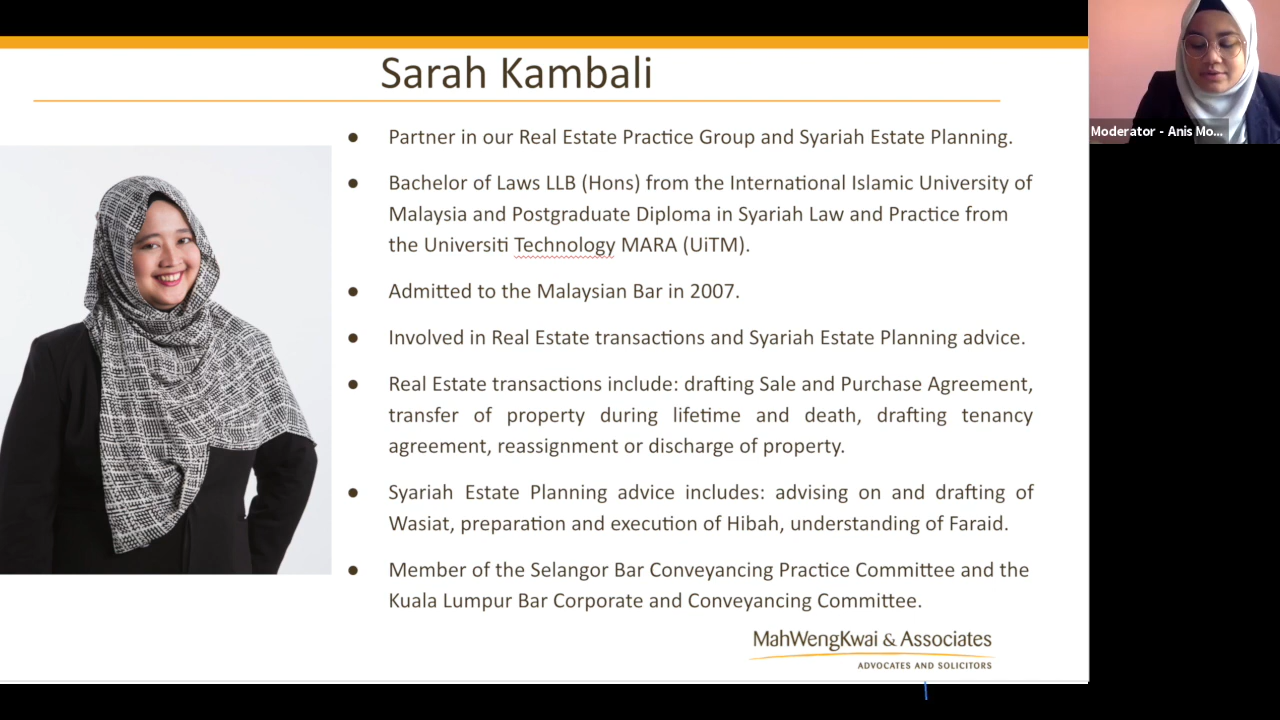 Sarah Kambali
● Partner in our Real Estate Practice Group and Syariah Estate Planning.
● Bachelor of Laws LLB (Hons) from the International Islamic University of
Malaysia and Postgraduate Diploma in Syariah Law and Practice from
the Universiti Technology MARA (UiTM).
● Admitted to the Malaysian Bar in 2007.
● Involved in Real Estate transactions and Syariah Estate Planning advice.
● Real Estate transactions include: drafting Sale and Purchase Agreement,
transfer of property during lifetime and death, drafting tenancy
agreement, reassignment or discharge of property.
● Syariah Estate Planning advice includes: advising on and drafting of
Wasiat, preparation and execution of Hibah, understanding of Faraid.
● Member of the Selangor Bar Conveyancing Practice Committee and the
Kuala Lumpur Bar Corporate and Conveyancing Committee.
MahWengKwai & Associates
ADVOCATES AND SOLICITORS
Moderator - Anis Mo...